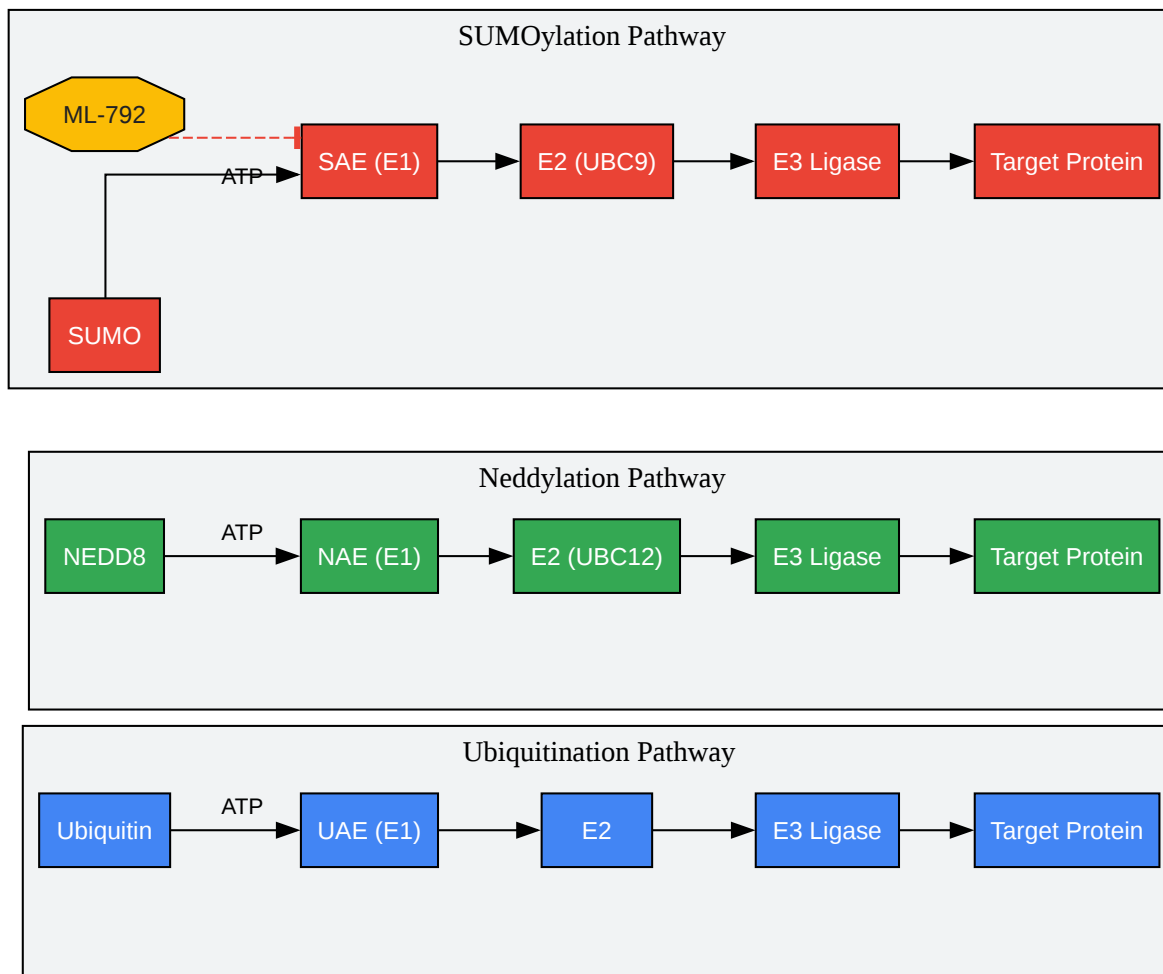 SUMOylation Pathway
ML-792
SAE (E1)
E2 (UBC9)
E3 Ligase
Target Protein
ATP
SUMO
Neddylation Pathway
NEDD8
ATP
NAE (E1)
E2 (UBC12)
E3 Ligase
Target Protein
Ubiquitination Pathway
Ubiquitin
ATP
UAE (E1)
E2
E3 Ligase
Target Protein